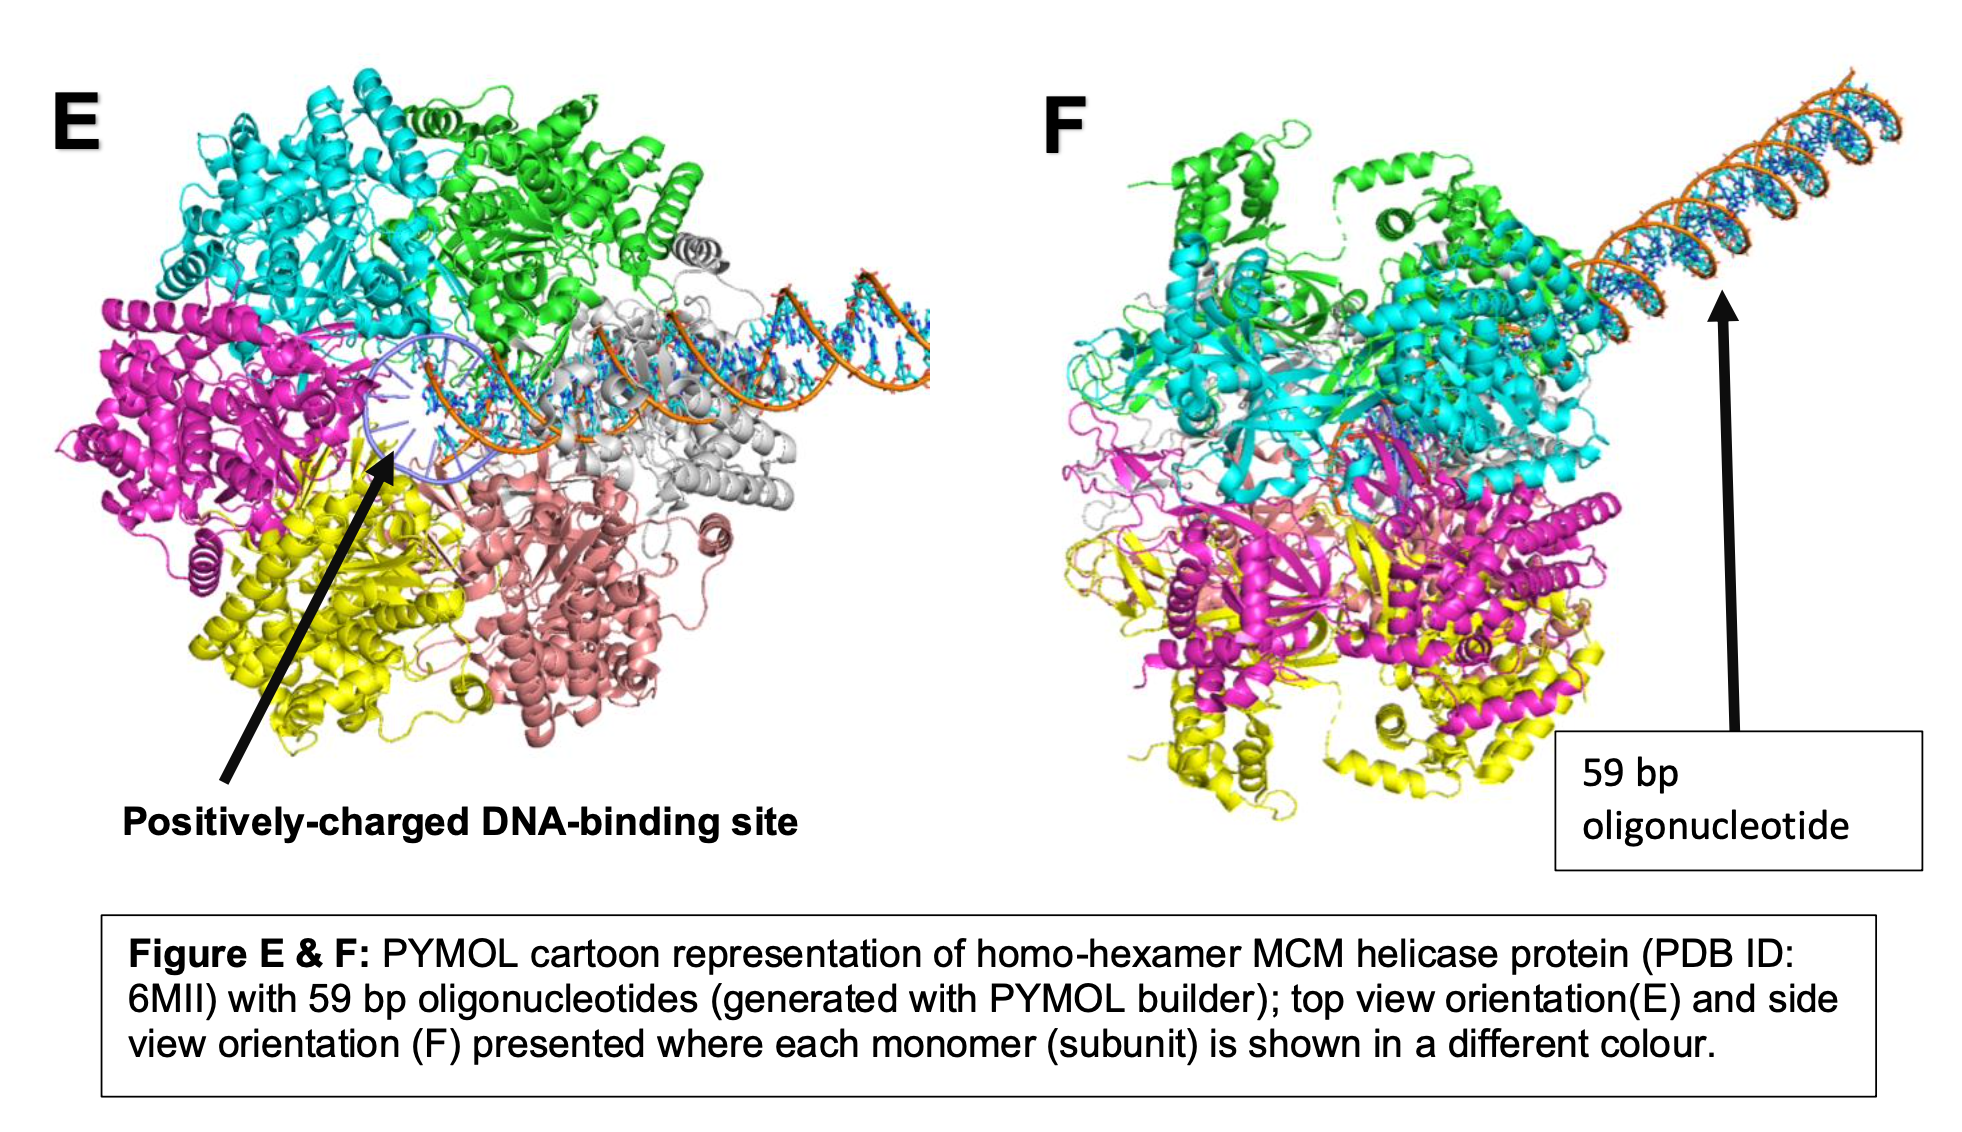 E
F
Positively-charged DNA-binding site
59 bp
oligonucleotide
Figure E & F: PYMOL cartoon representation of homo-hexamer MCM helicase protein (PDB ID:
6MII) with 59 bp oligonucleotides (generated with PYMOL builder); top view orientation(E) and side
view orientation (F) presented where each monomer (subunit) is shown in a different colour.